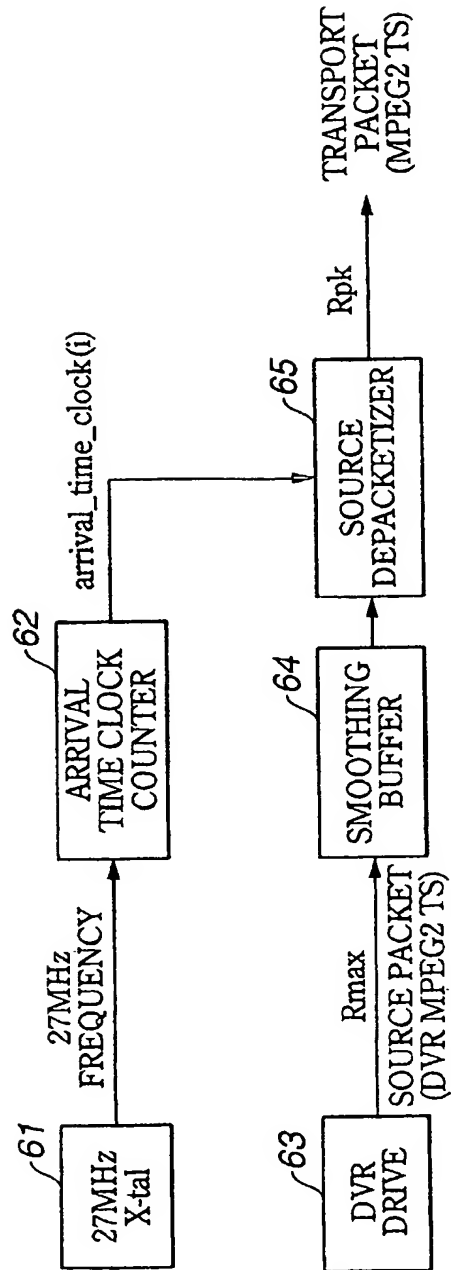 61
27MHz
X-tal
27MHz
FREQUENCY
62
ARRIVAL
TIME CLOCK
COUNTER
arrival_time_clock(i)
63
DVR
DRIVE
Rmax
SOURCE PACKET
(DVR MPEG2 TS)
64
SMOOTHING
BUFFER
65
SOURCE
DEPACKETIZER
Rpk
TRANSPORT
PACKET
(MPEG2 TS)